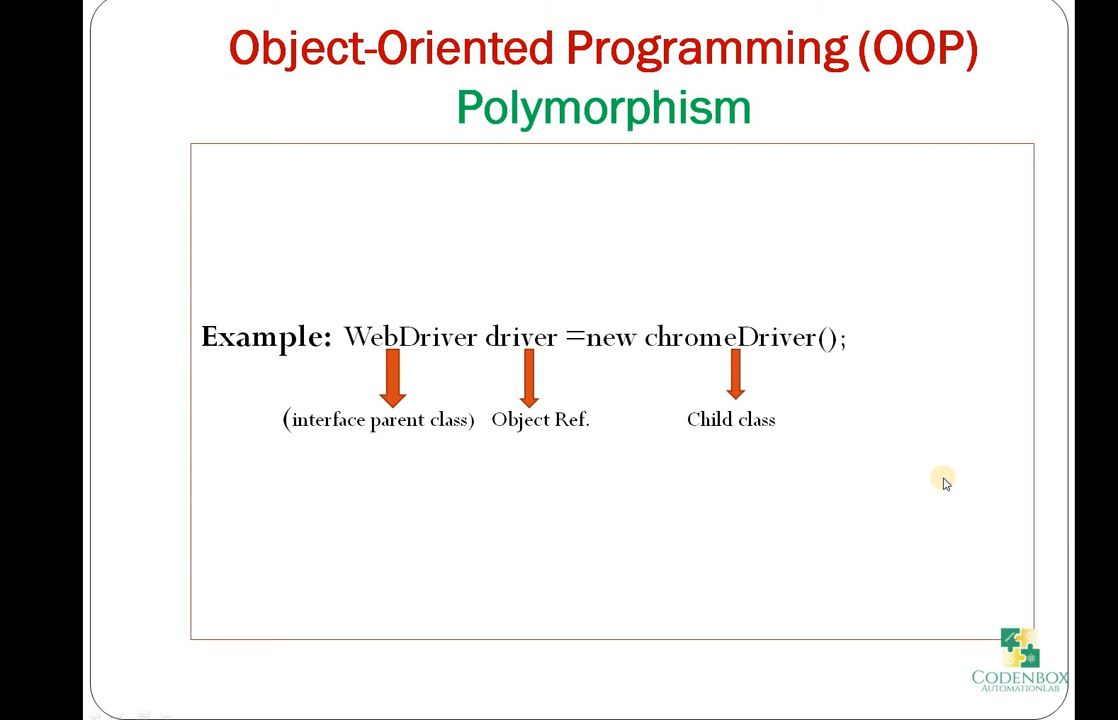 Object-Oriented Programming (OOP)
Polymorphism
Example: WebDriver driver =new chromeDriver();
(interface parent class) Object Ref. Child class
CODENBOX
AUTOMATIONLAB